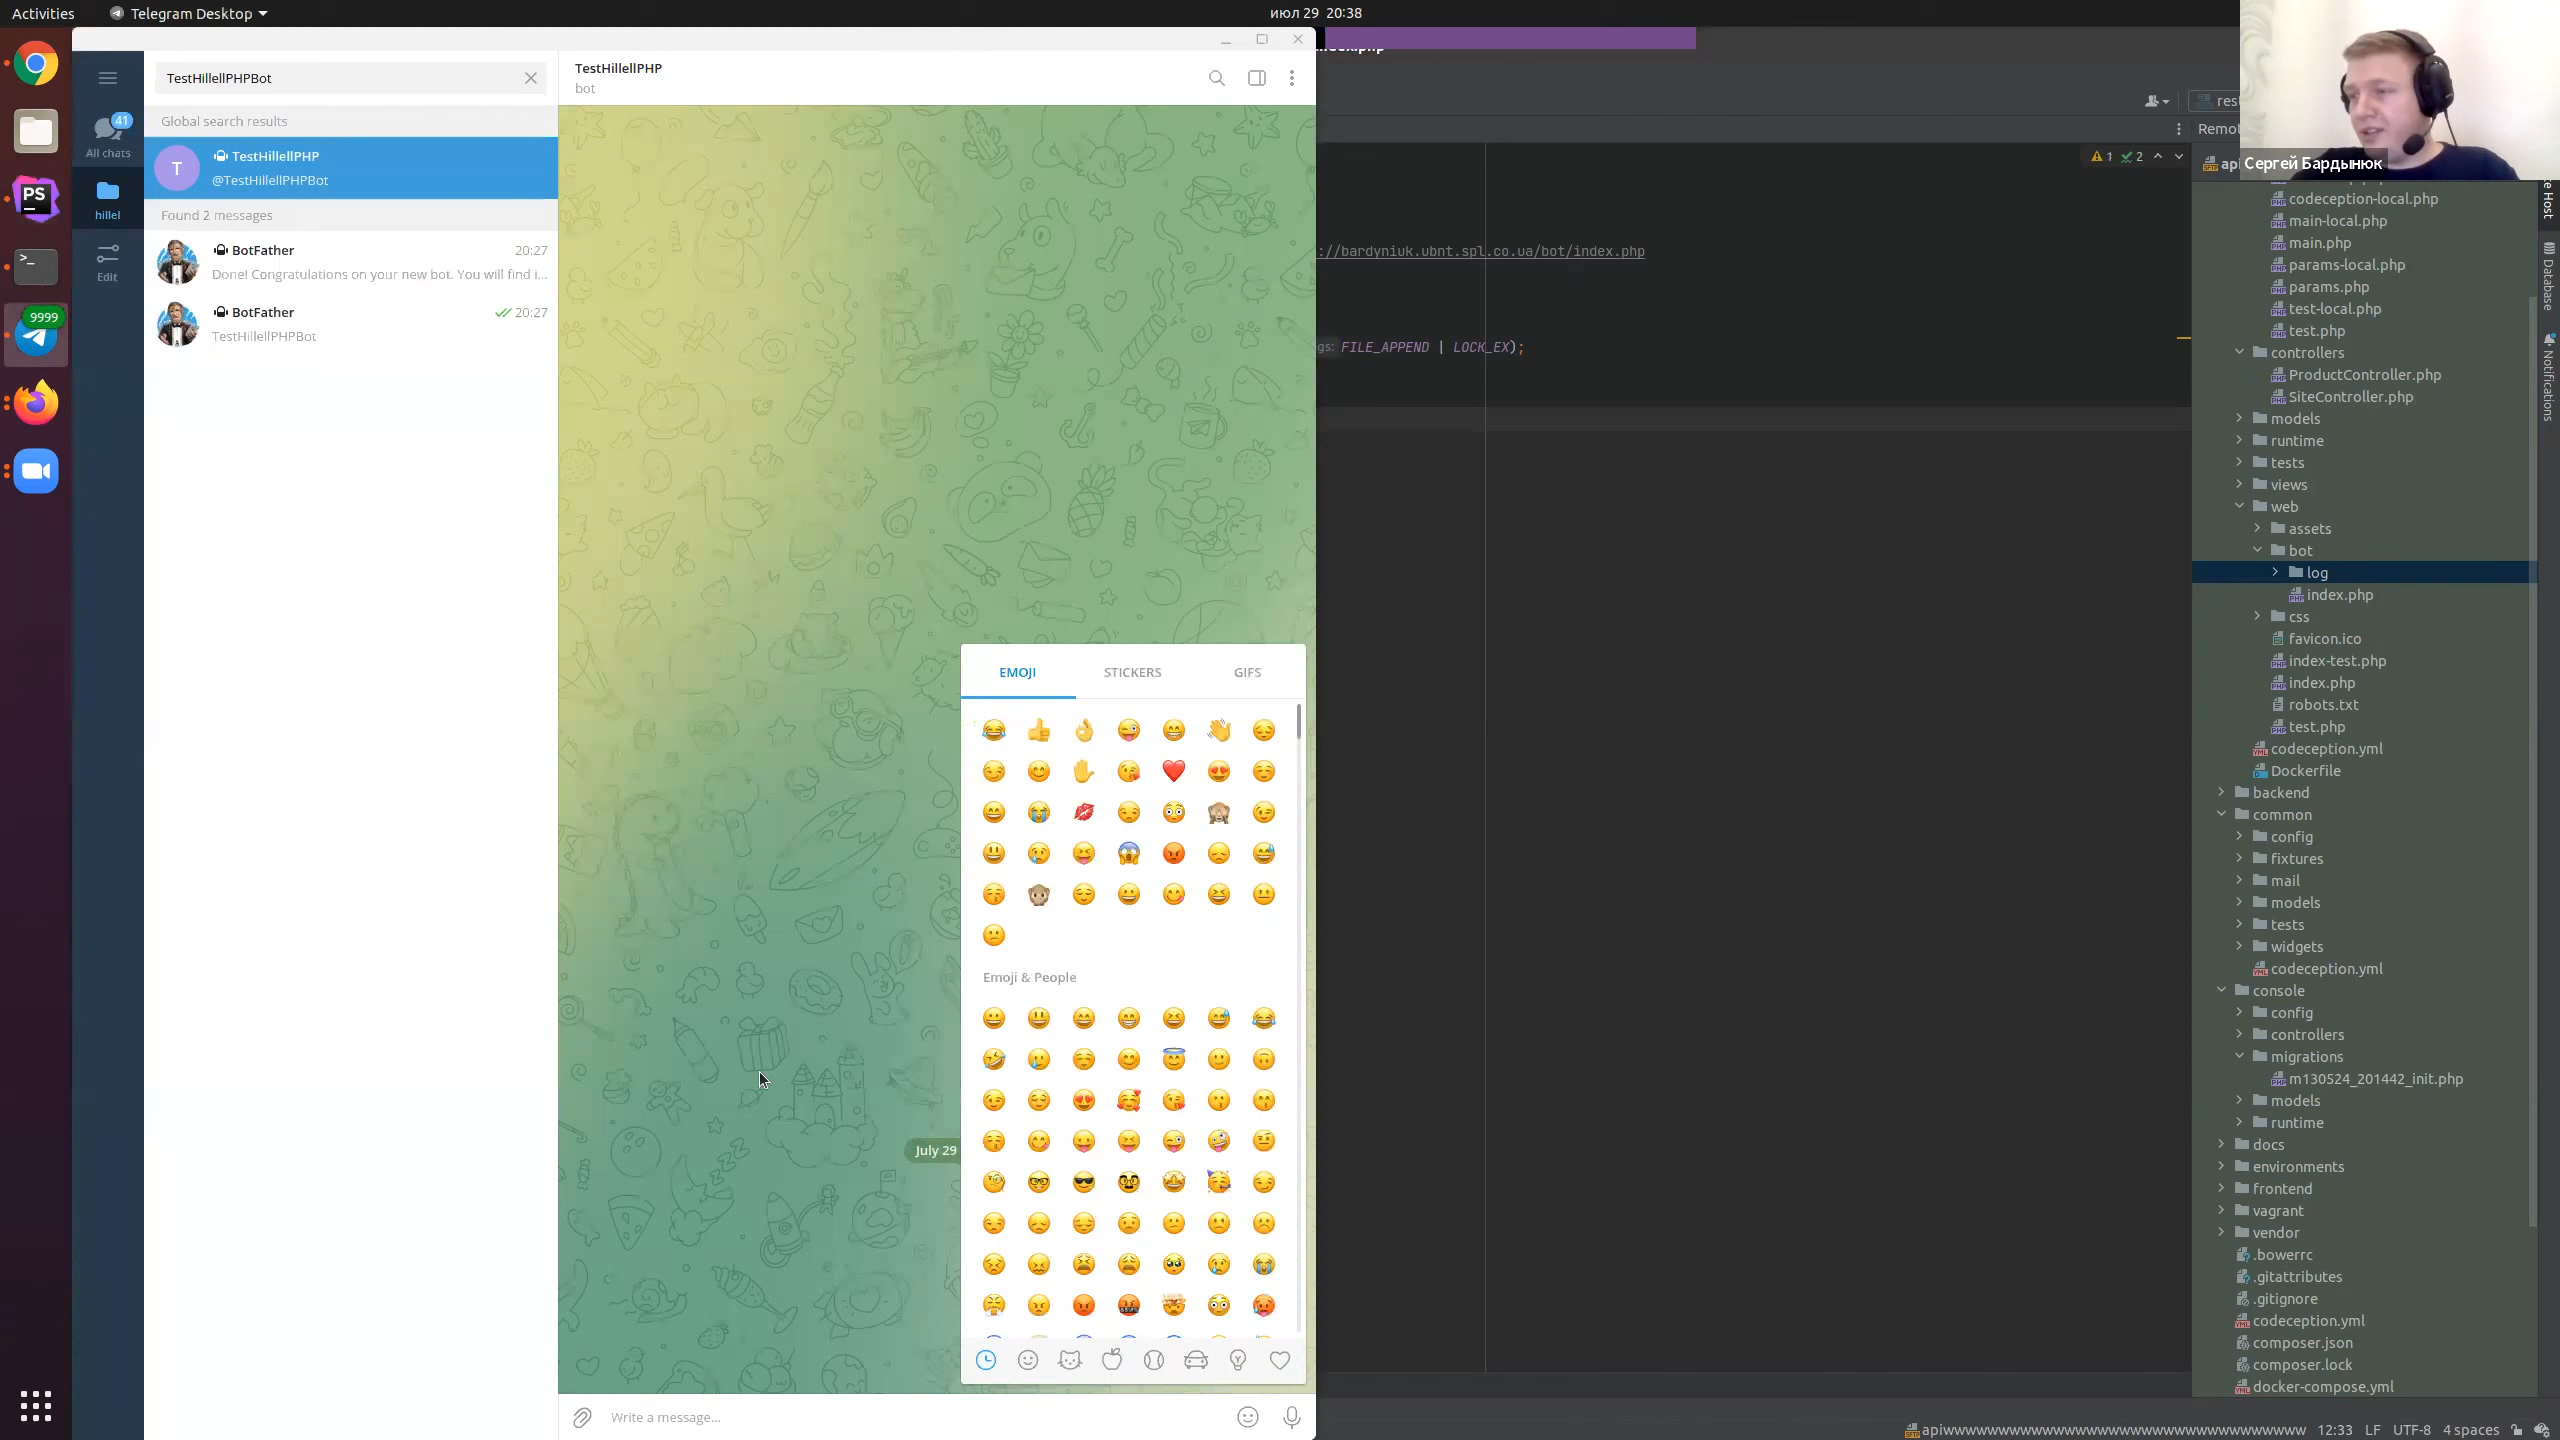 Activities
Telegram Desktop
июл 29 20:38
TestHillellPHPBot
41
All chats
hillel
Edit
9999
PS
Global search results
T
TestHillellPHP
@TestHillellPHPBot
Found 2 messages
BotFather
20:27
Done! Congratulations on your new bot. You will find i...
BotFather
20:27
TestHillellPHPBot
TestHillellPHP
bot
EMOJI
STICKERS
GIFS
Emoji & People
July 29
Write a message...
://bardyniuk.ubnt.spl.co.ua/bot/index.php
gs: FILE_APPEND | LOCK_EX);
1
2
Сергей Бардынюк
codeception-local.php
main-local.php
main.php
params-local.php
params.php
test-local.php
test.php
controllers
ProductController.php
SiteController.php
models
runtime
tests
views
web
assets
bot
log
index.php
css
favicon.ico
index-test.php
index.php
robots.txt
test.php
codeception.yml
Dockerfile
backend
common
config
fixtures
mail
models
tests
widgets
codeception.yml
console
config
controllers
migrations
m130524_201442_init.php
models
runtime
docs
environments
frontend
vagrant
vendor
.bowerrc
.gitattributes
.gitignore
codeception.yml
composer.json
composer.lock
docker-compose.yml
Database
Notifications
12:33 LF UTF-8 4 spaces